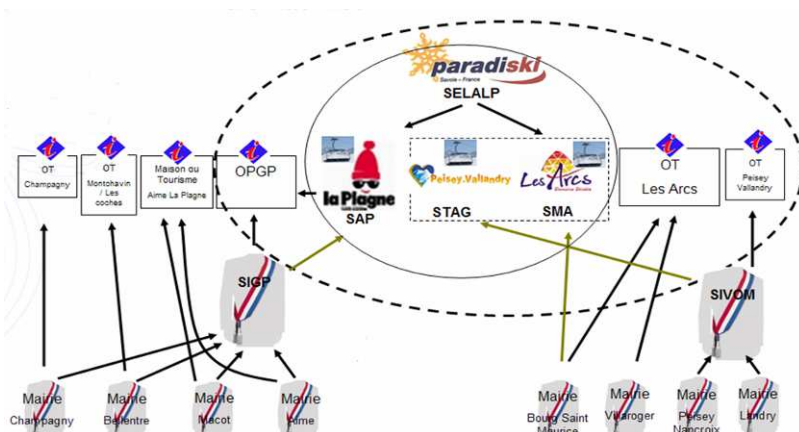 paradiski
Savoie - France
SELALP
i
OT
Champagny
i
OT
Montchavin
/ Les
coches
i
Maison ou
Tourisme
Aime La Plagne
i
OPGP
la Plagne
SAP
Peisey.Vallandry
STAG
Les Arcs
SMA
i
OT
Les Arcs
i
OT
Peisey
Vallandry
SIGP
SIVOM
Mairie
Champagny
Mairie
Bellentre
Mairie
Macot
Mairie
Aime
Mairie
Bourg Saint
Maurice
Mairie
Villaroger
Mairie
Peisey
Nancroix
Mairie
Landry